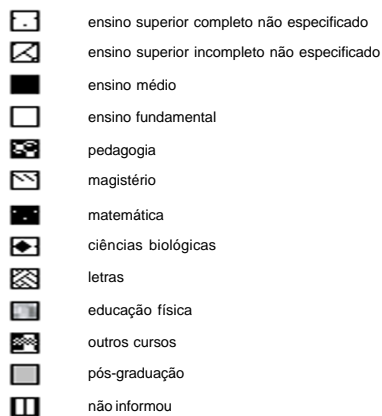 ensino superior completo não especificado
ensino superior incompleto não especificado
ensino médio
ensino fundamental
pedagogia
magistério
matemática
ciências biológicas
letras
educação física
outros cursos
pós-graduação
não informou